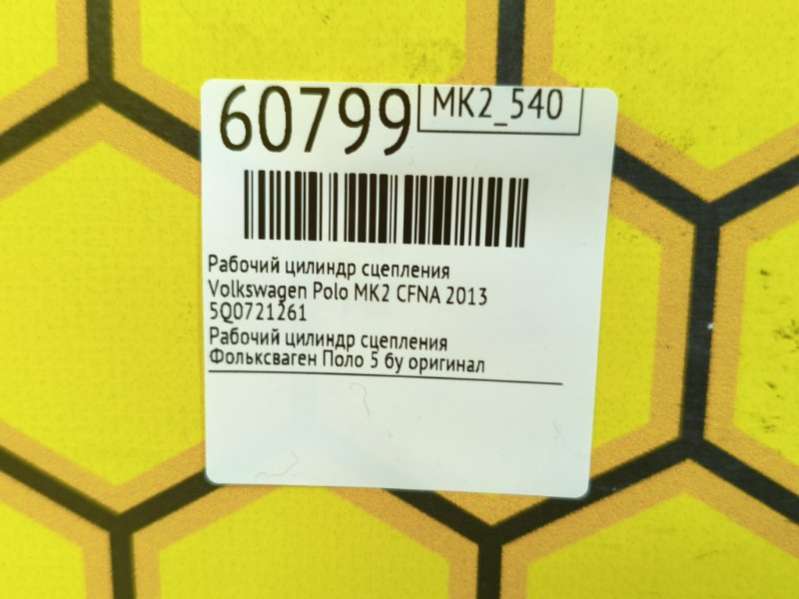 60799
MK2_540
Рабочий цилиндр сцепления
Volkswagen Polo MK2 CFNA 2013
5Q0721261
Рабочий цилиндр сцепления
Фольксваген Поло 5 бу оригинал